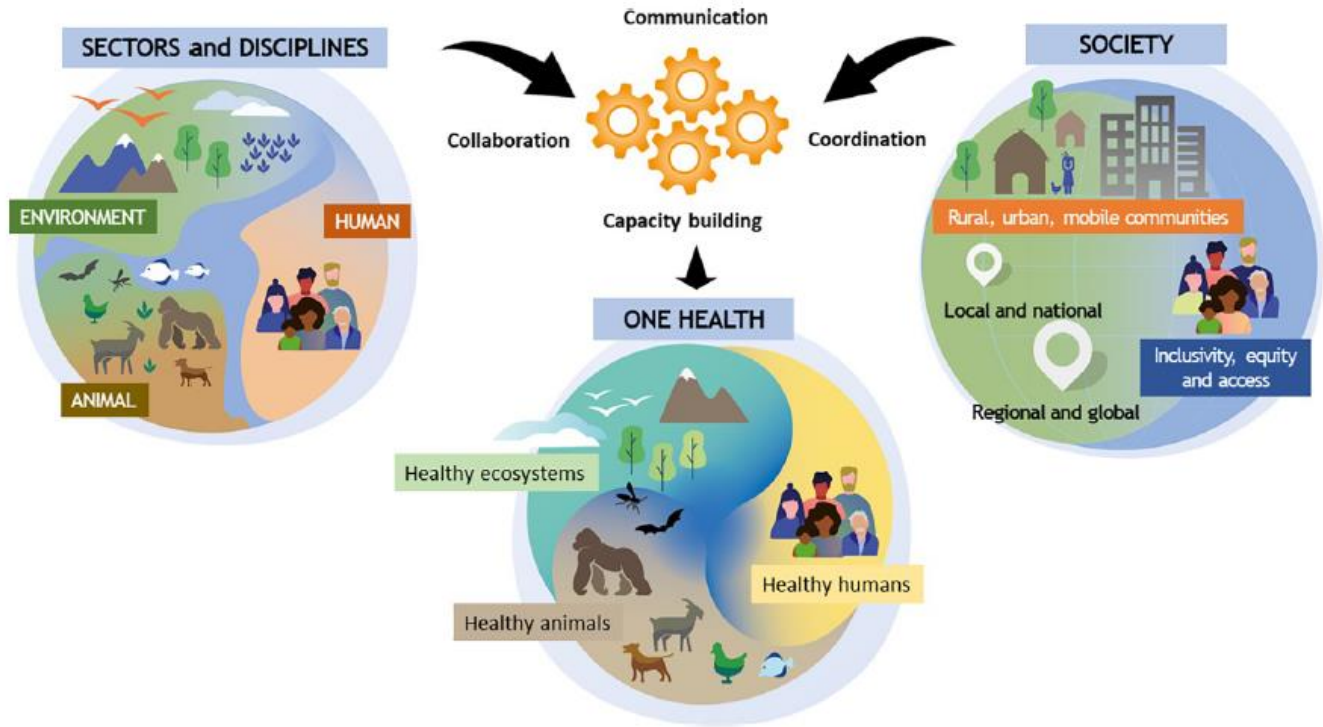 SECTORS and DISCIPLINES
ENVIRONMENT
HUMAN
ANIMAL
Communication
Collaboration
Coordination
Capacity building
SOCIETY
Rural, urban, mobile communities
Local and national
Inclusivity, equity
and access
Regional and global
ONE HEALTH
Healthy ecosystems
Healthy humans
Healthy animals